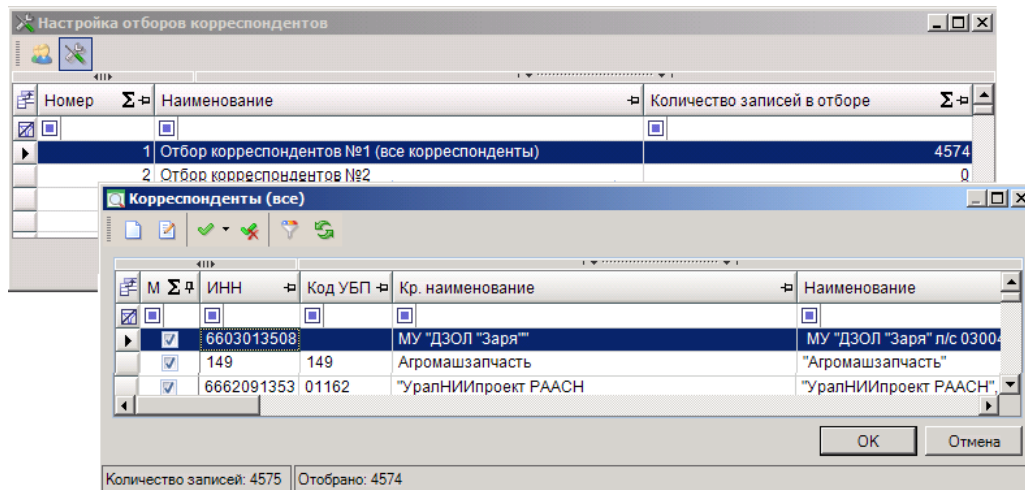 Настройка отборов корреспондентов
Номер Σ Наименование Количество записей в отборе Σ
1 Отбор корреспондентов №1 (все корреспонденты) 4574
2 Отбор корреспондентов №2 0
Корреспонденты (все)
М Σ ИНН Код УБП Кр. наименование Наименование
6603013508 МУ "ДЗОЛ "Заря"" МУ "ДЗОЛ "Заря" л/с 03004
149 149 Агромашзапчасть "Агромашзапчасть"
6662091353 01162 "УралНИИпроект РААСН "УралНИИпроект РААСН",
OK Отмена
Количество записей: 4575 Отобрано: 4574